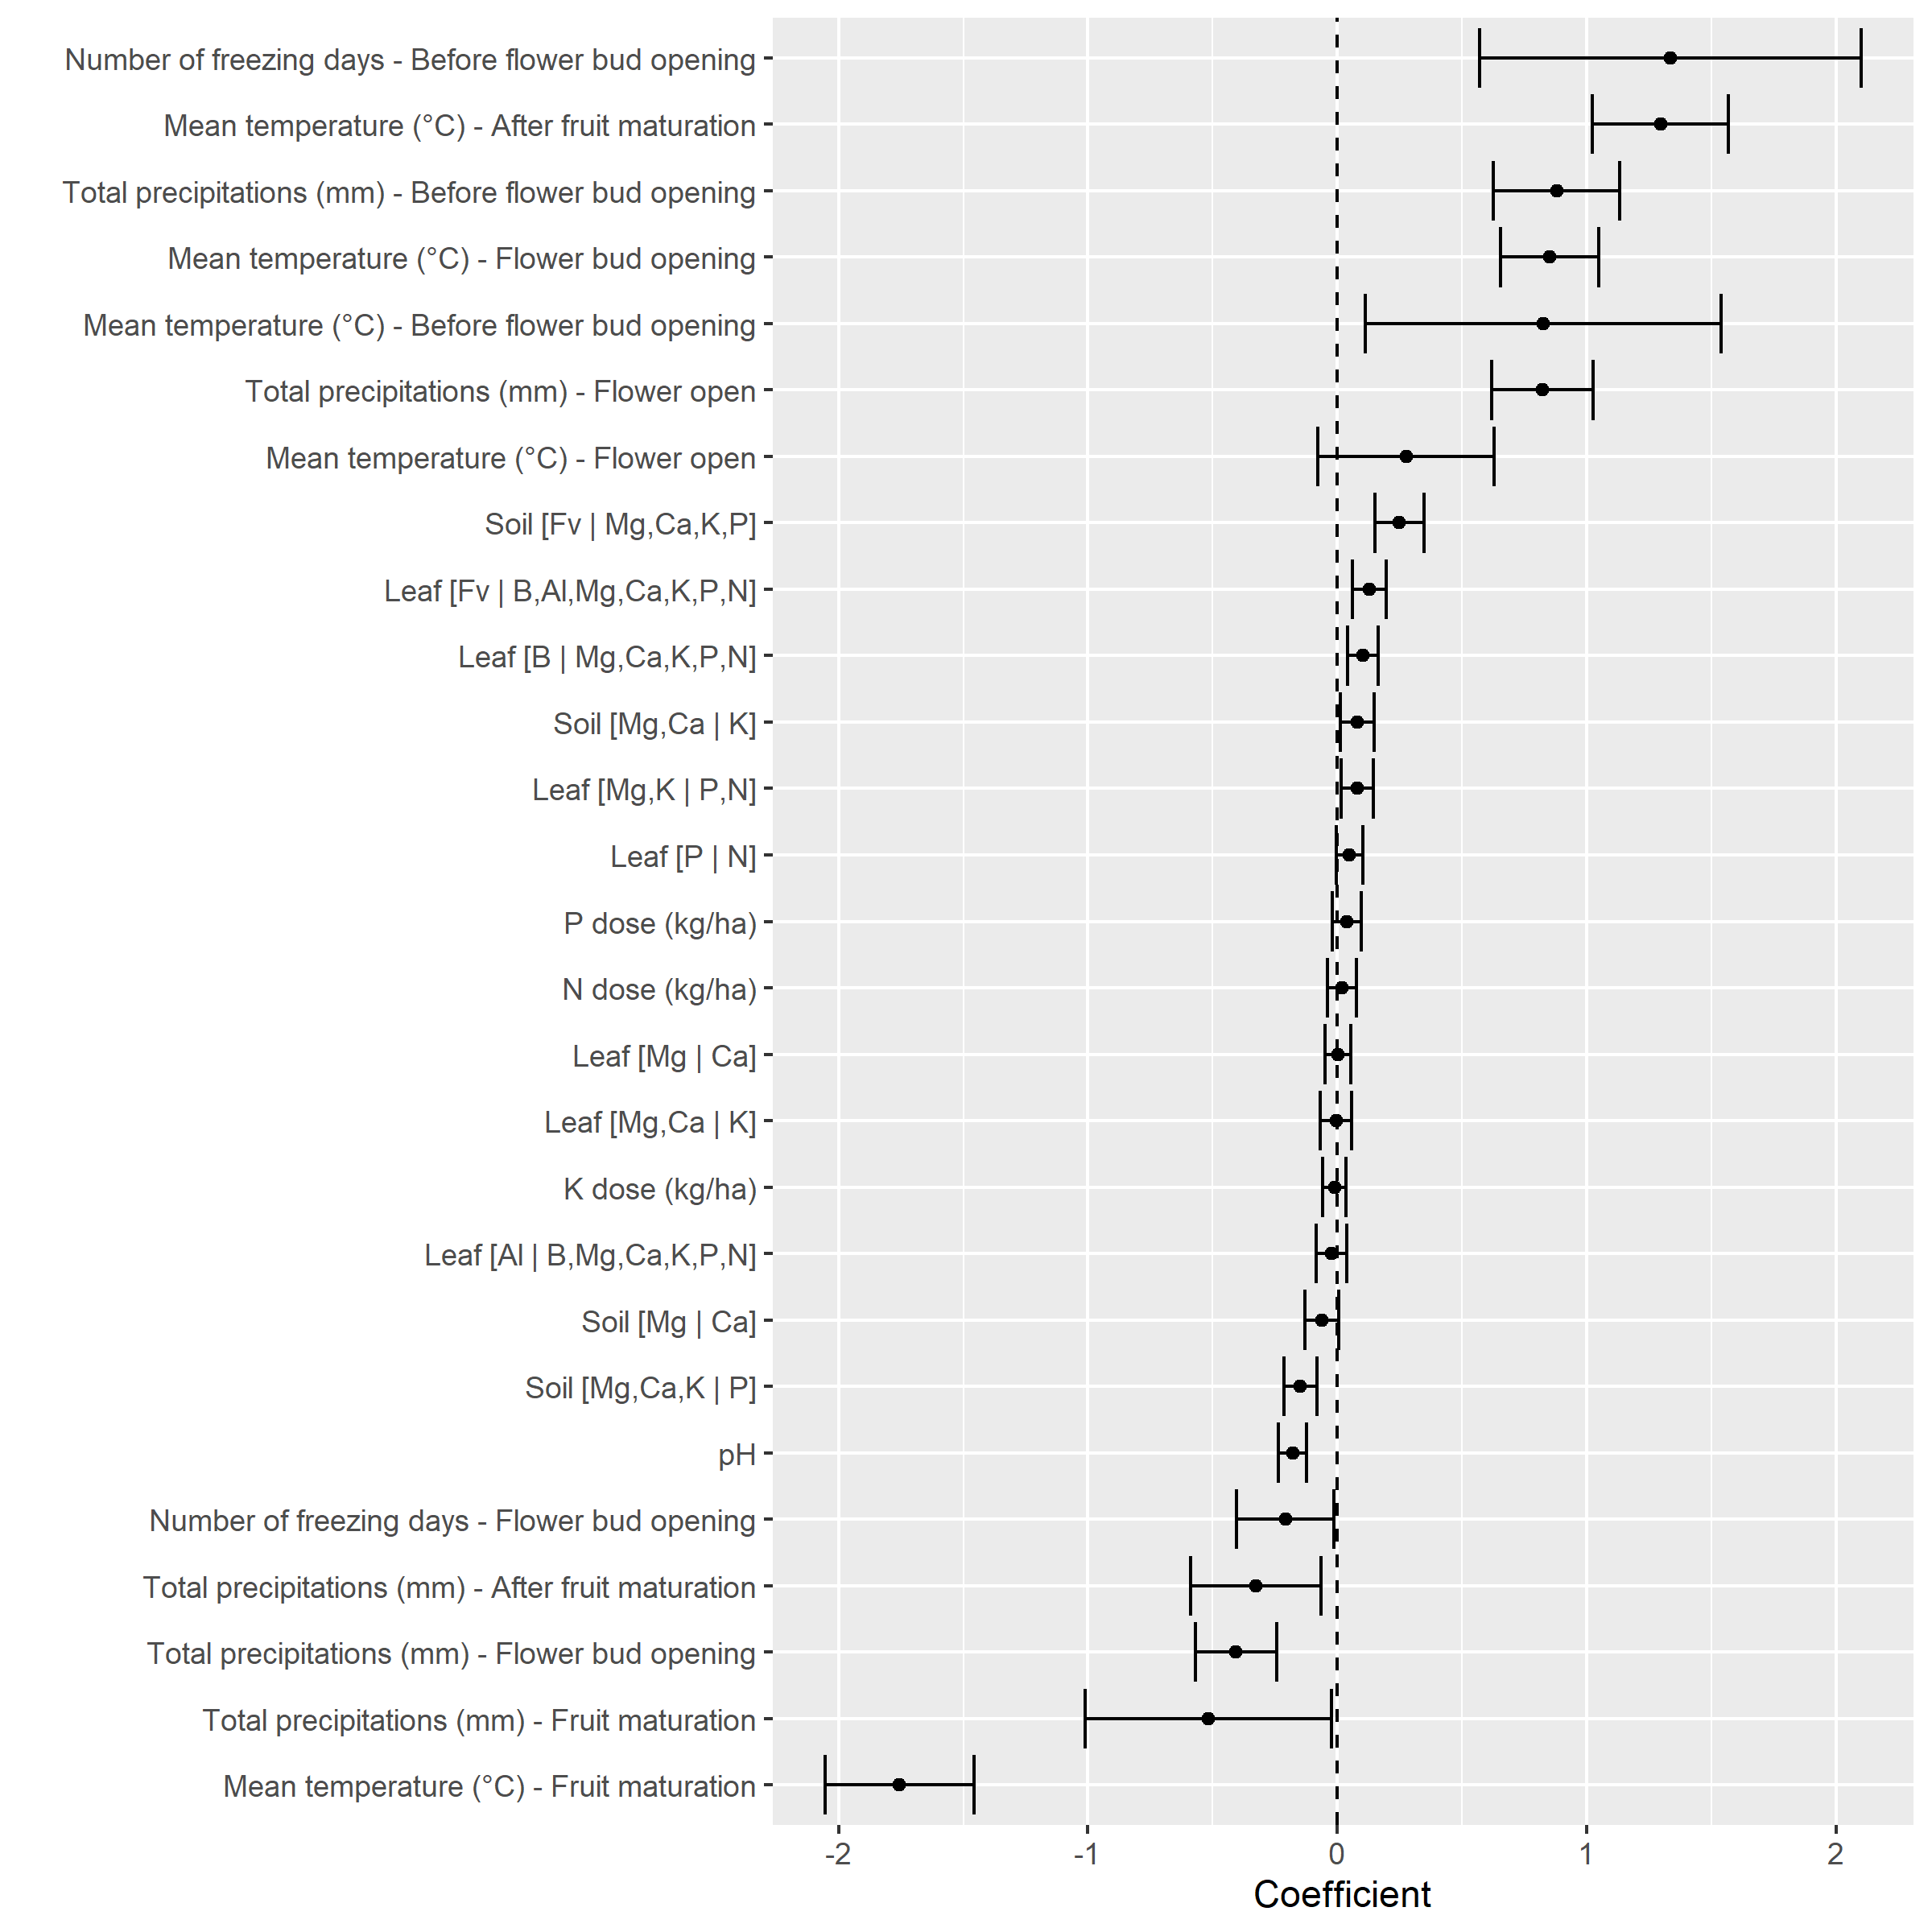 Number of freezing days - Before flower bud opening
Mean temperature (°C) - After fruit maturation
Total precipitations (mm) - Before flower bud opening
Mean temperature (°C) - Flower bud opening
Mean temperature (°C) - Before flower bud opening
Total precipitations (mm) - Flower open
Mean temperature (°C) - Flower open
Soil [Fv | Mg,Ca,K,P]
Leaf [Fv | B,Al,Mg,Ca,K,P,N]
Leaf [B | Mg,Ca,K,P,N]
Soil [Mg,Ca | K]
Leaf [Mg,K | P,N]
Leaf [P | N]
P dose (kg/ha)
N dose (kg/ha)
Leaf [Mg | Ca]
Leaf [Mg,Ca | K]
K dose (kg/ha)
Leaf [Al | B,Mg,Ca,K,P,N]
Soil [Mg | Ca]
Soil [Mg,Ca,K | P]
pH
Number of freezing days - Flower bud opening
Total precipitations (mm) - After fruit maturation
Total precipitations (mm) - Flower bud opening
Total precipitations (mm) - Fruit maturation
Mean temperature (°C) - Fruit maturation
-2 -1 0 1 2
Coefficient